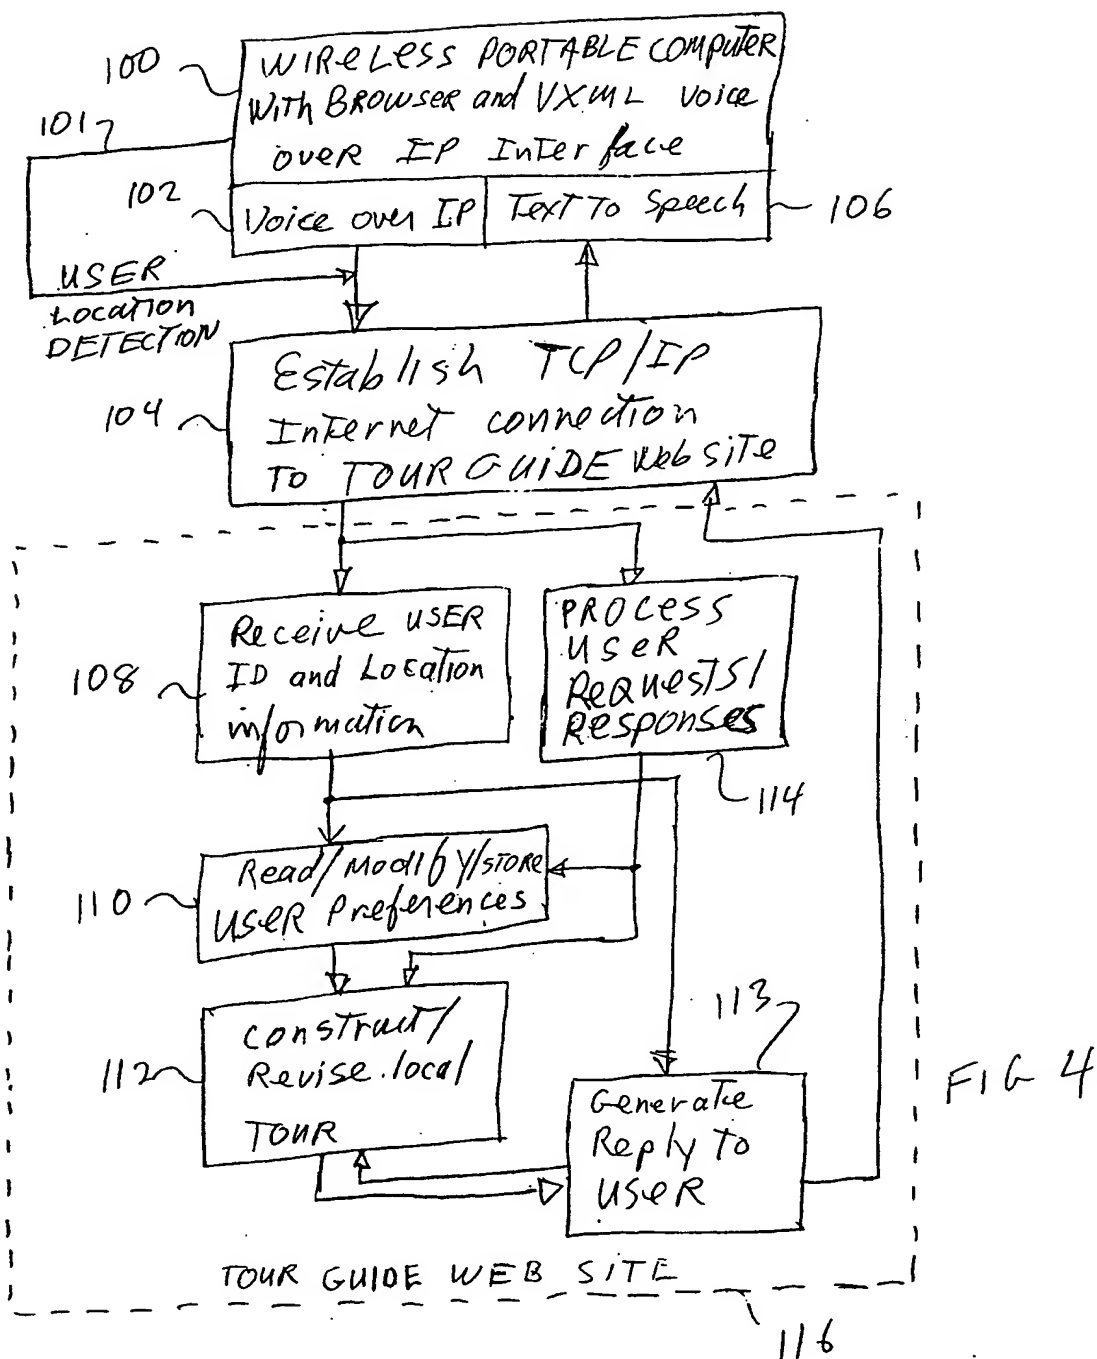 100
WIRELESS PORTABLE COMPUTER
With BROWSER and VXML Voice
over IP Interface
101
102
Voice over IP
Text To Speech
106
USER
Location
DETECTION
104
Establish TCP/IP
Internet connection
To TOUR GUIDE Web site
108
Receive USER
ID and Location
information
PROCESS
USER
Requests/
Responses
114
110
Read/Modify/STORE
USER Preferences
112
Construct/
Revise local
TOUR
113
Generate
Reply To
USER
FIG 4
TOUR GUIDE WEB SITE
116